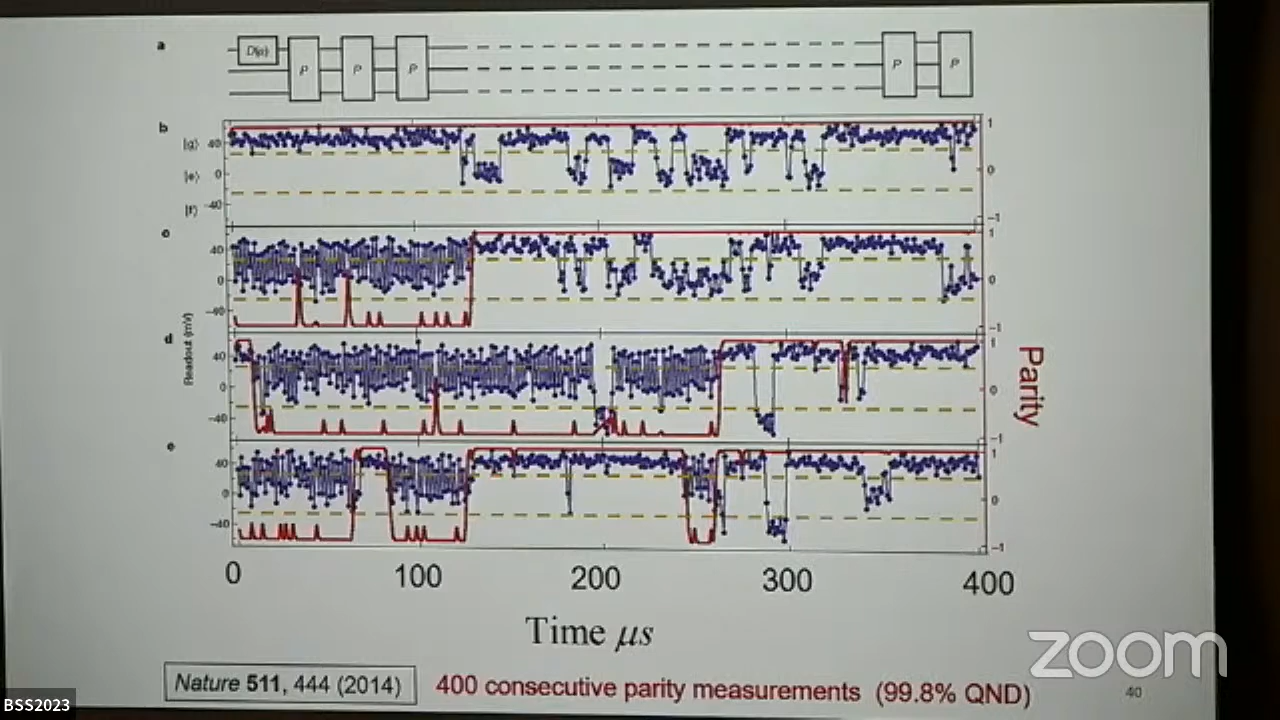 a
D(α)
P P P P P
b
|g⟩ 40 1
|e⟩ 0 0
|f⟩ -40 -1
c
40 1
0 0
-40 -1
d
40 1
0 0
-40 -1
e
40 1
0 0
-40 -1
Readout (mV)
Parity
0 100 200 300 400
Time μs
Nature 511, 444 (2014)
400 consecutive parity measurements (99.8% QND)
40
zoom
BSS2023